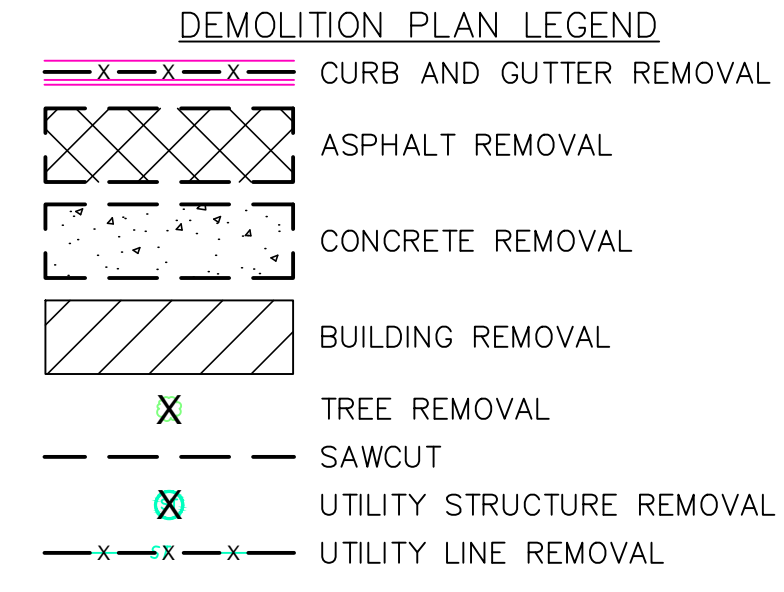 DEMOLITION PLAN LEGEND
X X X CURB AND GUTTER REMOVAL
ASPHALT REMOVAL
CONCRETE REMOVAL
BUILDING REMOVAL
X TREE REMOVAL
SAWCUT
X UTILITY STRUCTURE REMOVAL
X X X UTILITY LINE REMOVAL